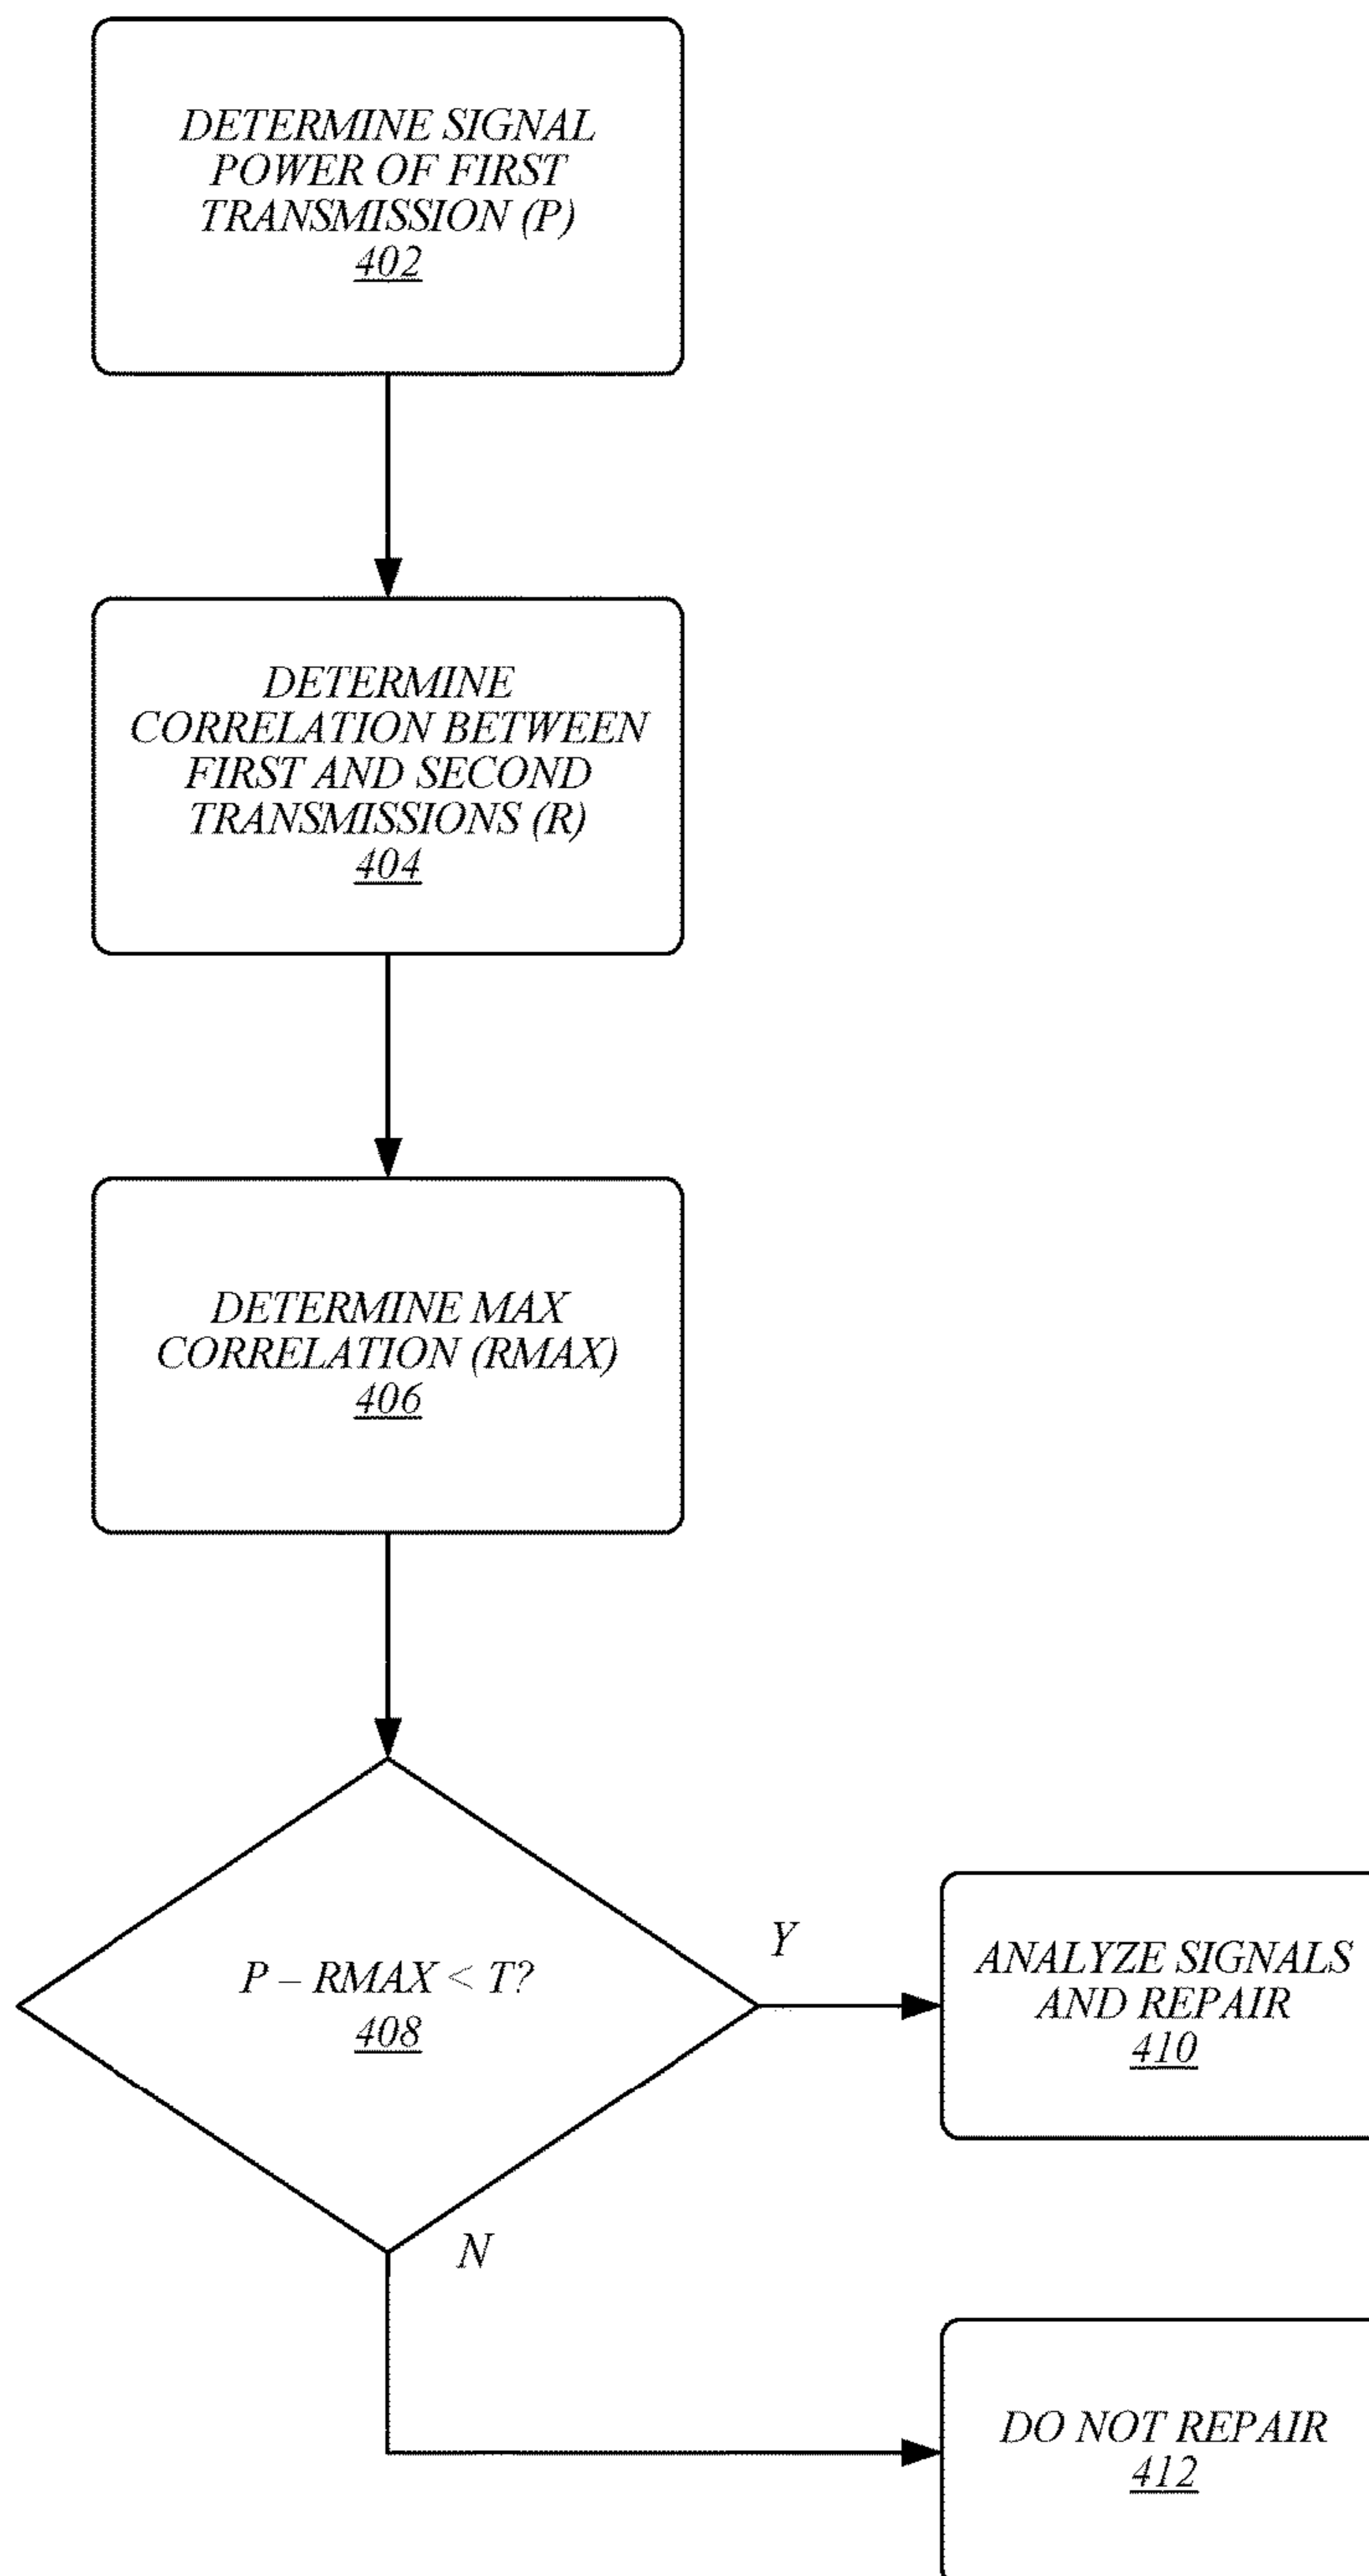 DETERMINE SIGNAL
POWER OF FIRST
TRANSMISSION (P)
402
DETERMINE
CORRELATION BETWEEN
FIRST AND SECOND
TRANSMISSIONS (R)
404
DETERMINE MAX
CORRELATION (RMAX)
406
P – RMAX < T?
408
Y
ANALYZE SIGNALS
AND REPAIR
410
N
DO NOT REPAIR
412